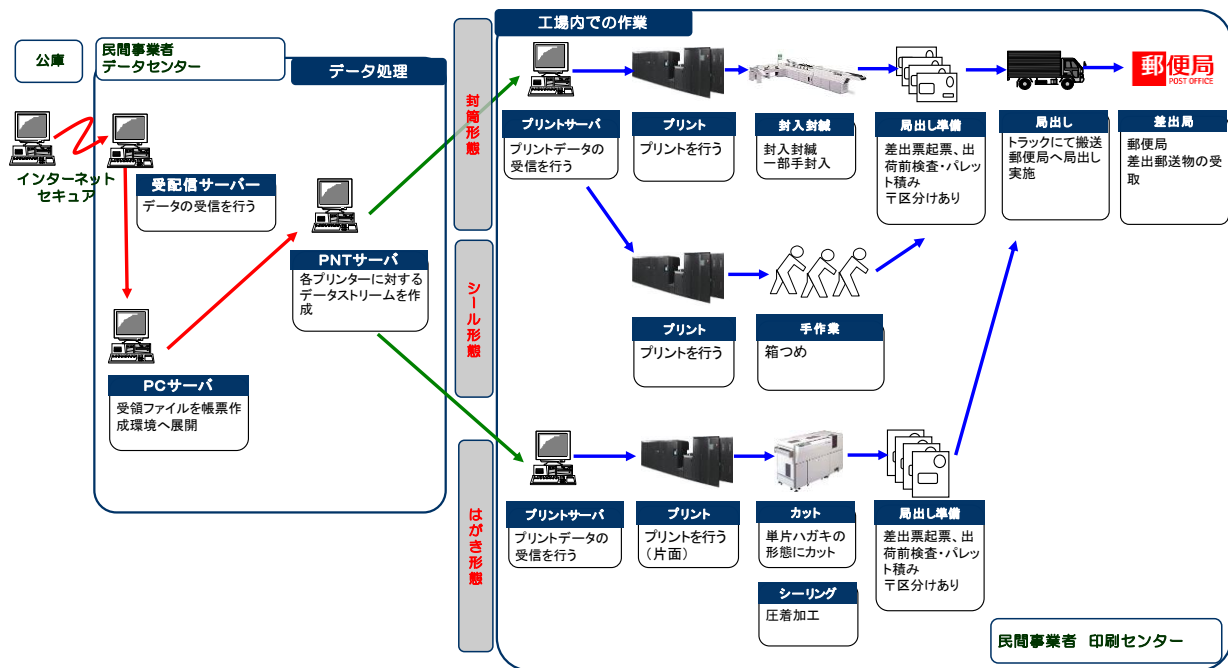 公庫
民間事業者
データセンター
データ処理
インターネット
セキュア
受配信サーバー
データの受信を行う
PCサーバ
受領ファイルを帳票作
成環境へ展開
PNTサーバ
各プリンターに対する
データストリームを作
成
封筒形態
シール形態
はがき形態
工場内での作業
プリントサーバ
プリントデータの
受信を行う
プリント
プリントを行う
封入封緘
封入封緘
一部手封入
局出し準備
差出票起票、出
荷前検査・パレッ
ト積み
〒区分けあり
局出し
トラックにて搬送
郵便局へ局出し
実施
郵便局
POST OFFICE
差出局
郵便局
差出郵送物の受
取
プリント
プリントを行う
手作業
箱つめ
プリントサーバ
プリントデータの
受信を行う
プリント
プリントを行う
(片面)
カット
単片ハガキの
形態にカット
シーリング
圧着加工
局出し準備
差出票起票、出
荷前検査・パレッ
ト積み
〒区分けあり
民間事業者 印刷センター